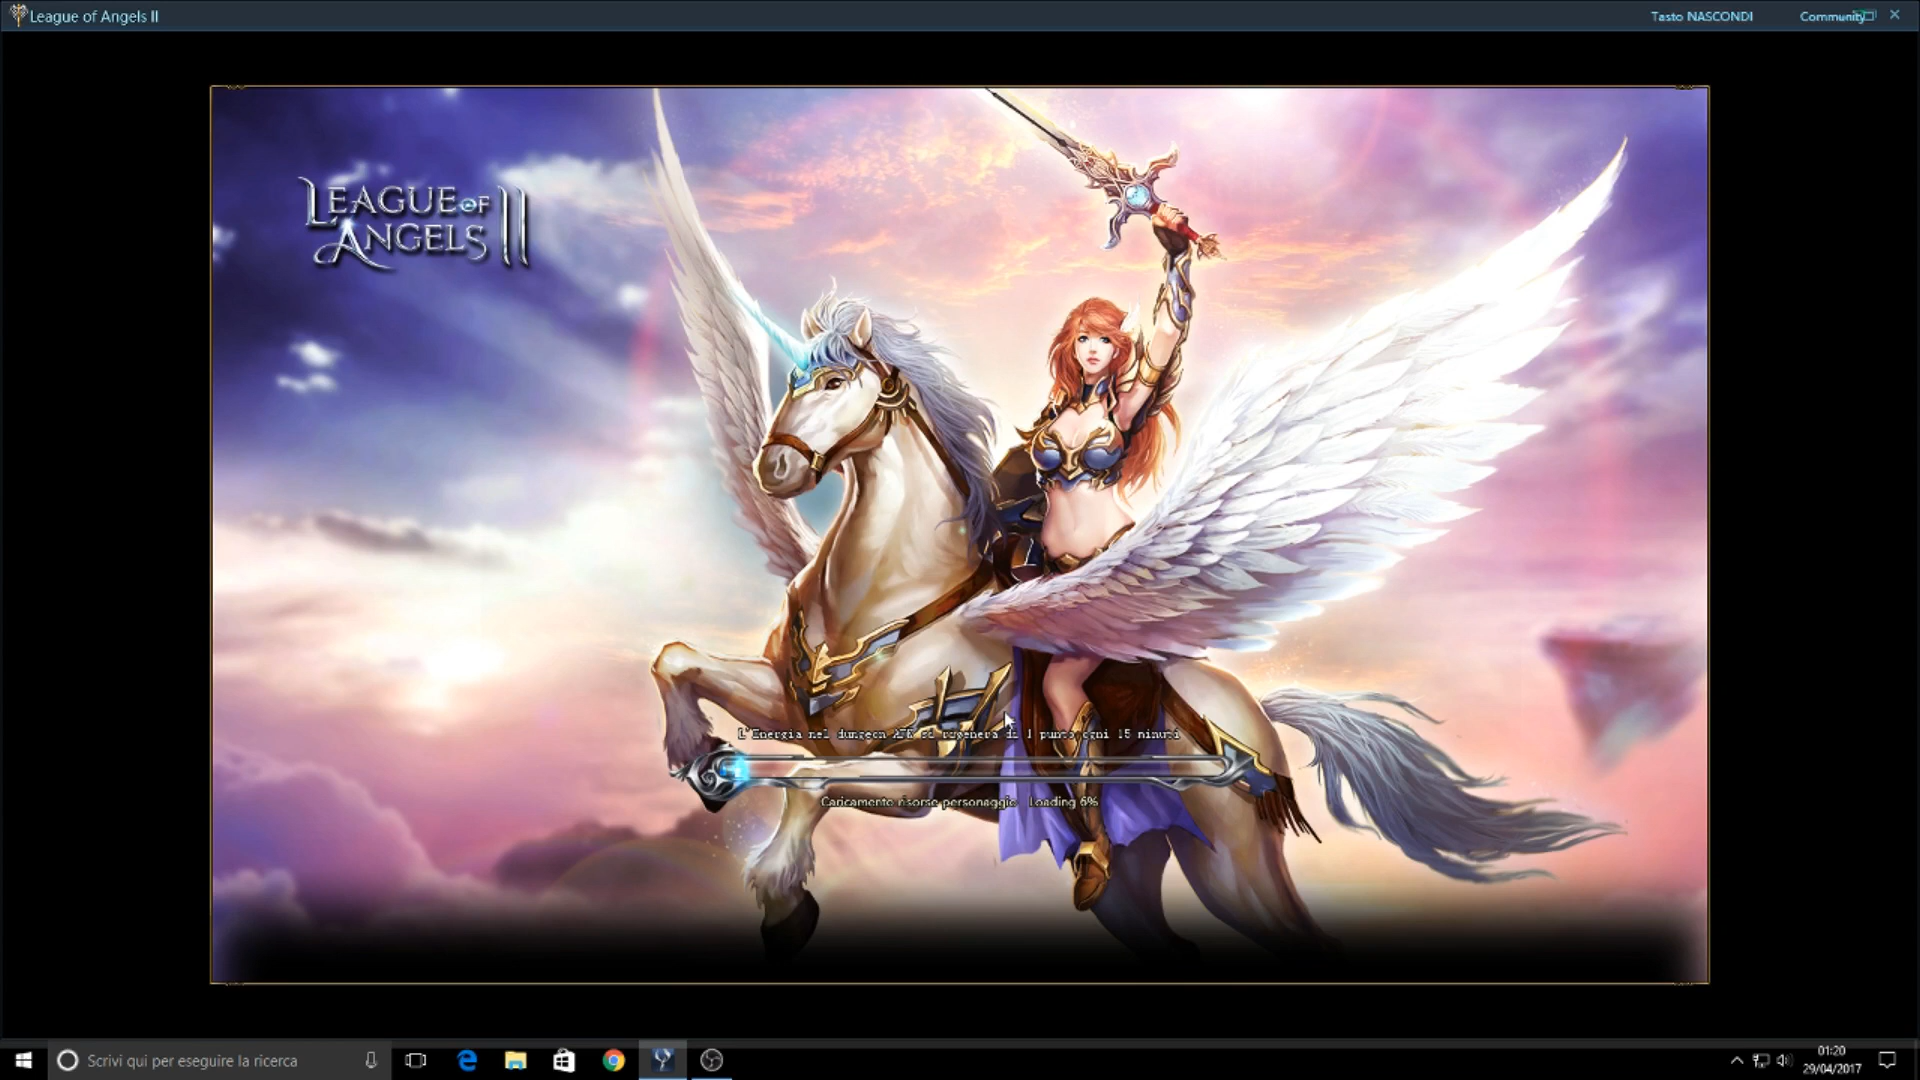 League of Angels II
Tasto NASCONDI
Community
LEAGUE OF
ANGELS II
L'Energia nel dungeon AFK si rigenera di 1 punto ogni 15 minuti
Caricamento risorse personaggio Loading 6%
Scrivi qui per eseguire la ricerca
01:20
29/04/2017